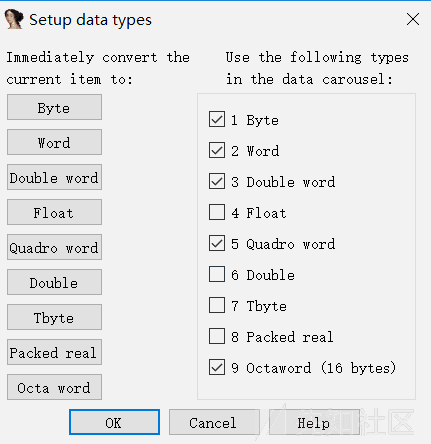 Setup data types
Immediately convert the
current item to:
Byte
Word
Double word
Float
Quadro word
Double
Tbyte
Packed real
Octa word
Use the following types
in the data carousel:
1 Byte
2 Word
3 Double word
4 Float
5 Quadro word
6 Double
7 Tbyte
8 Packed real
9 Octaword (16 bytes)
OK
Cancel
Help